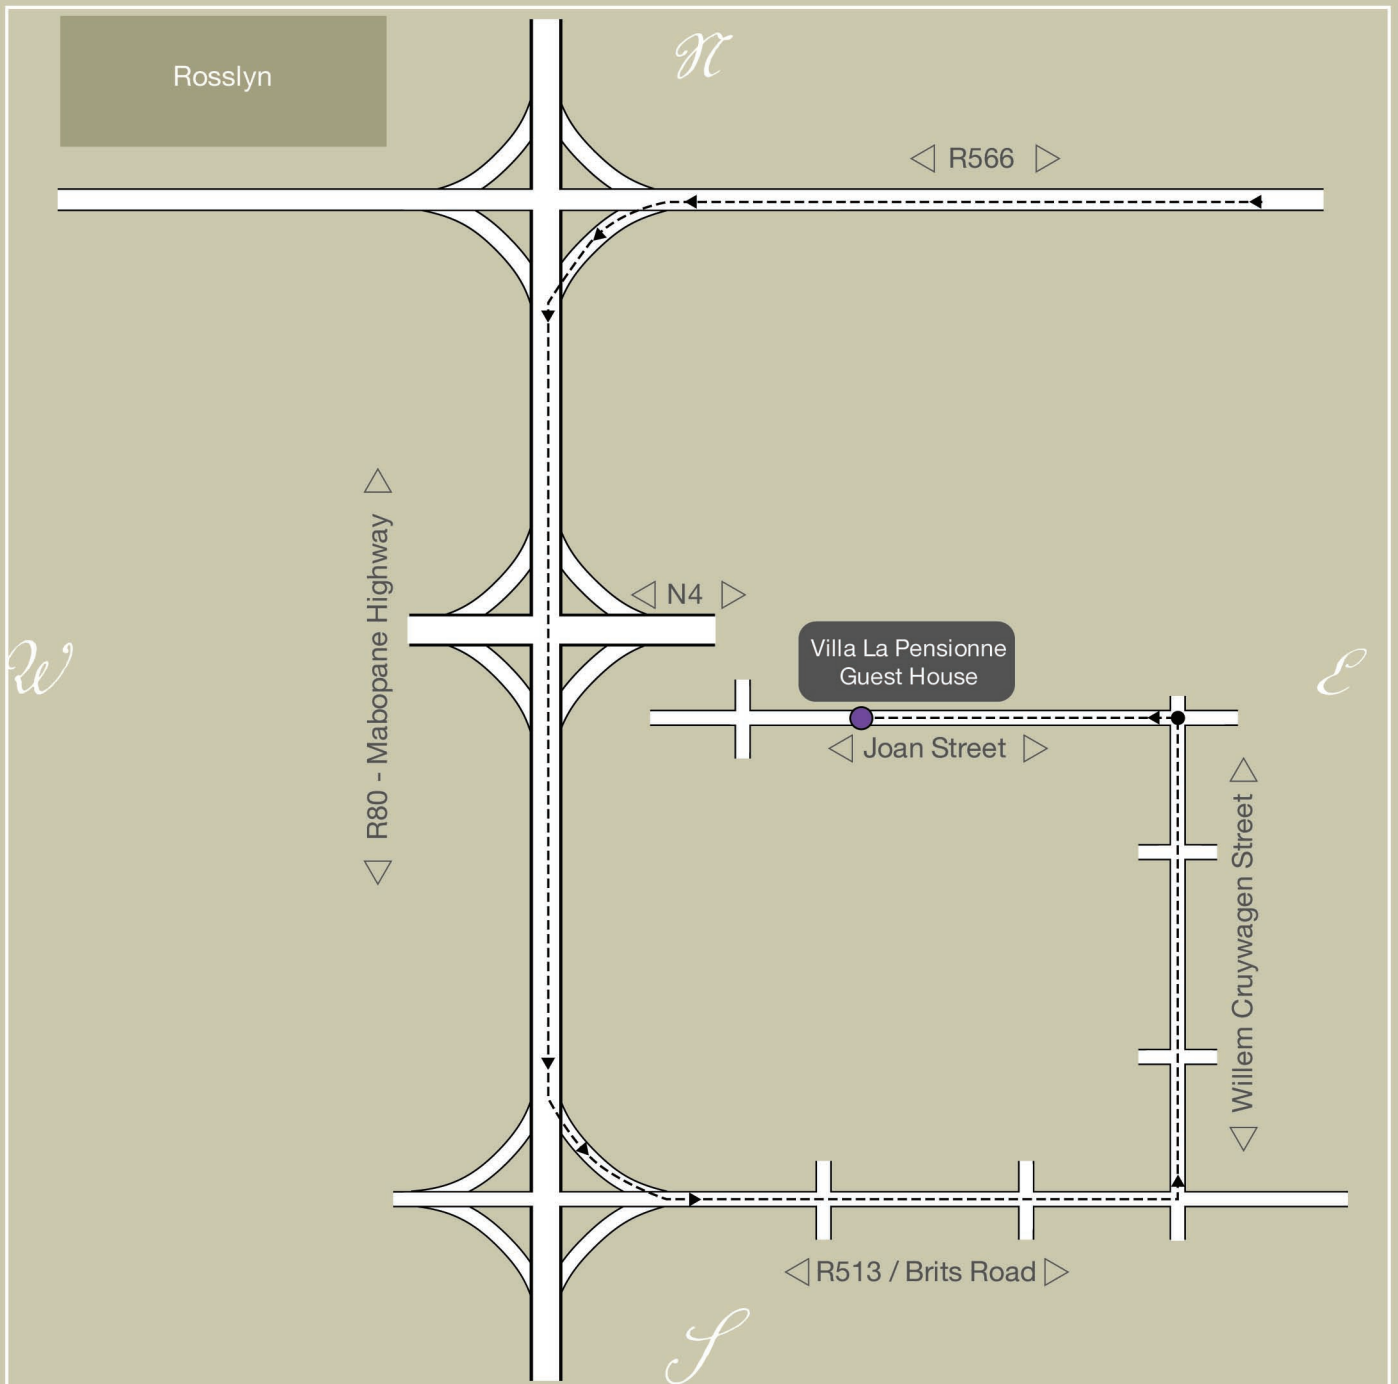 N
Rosslyn
R566
R80 - Mabopane Highway
N4
Villa La Pensionne
Guest House
W
E
Joan Street
Willem Cruywagen Street
R513 / Brits Road
S